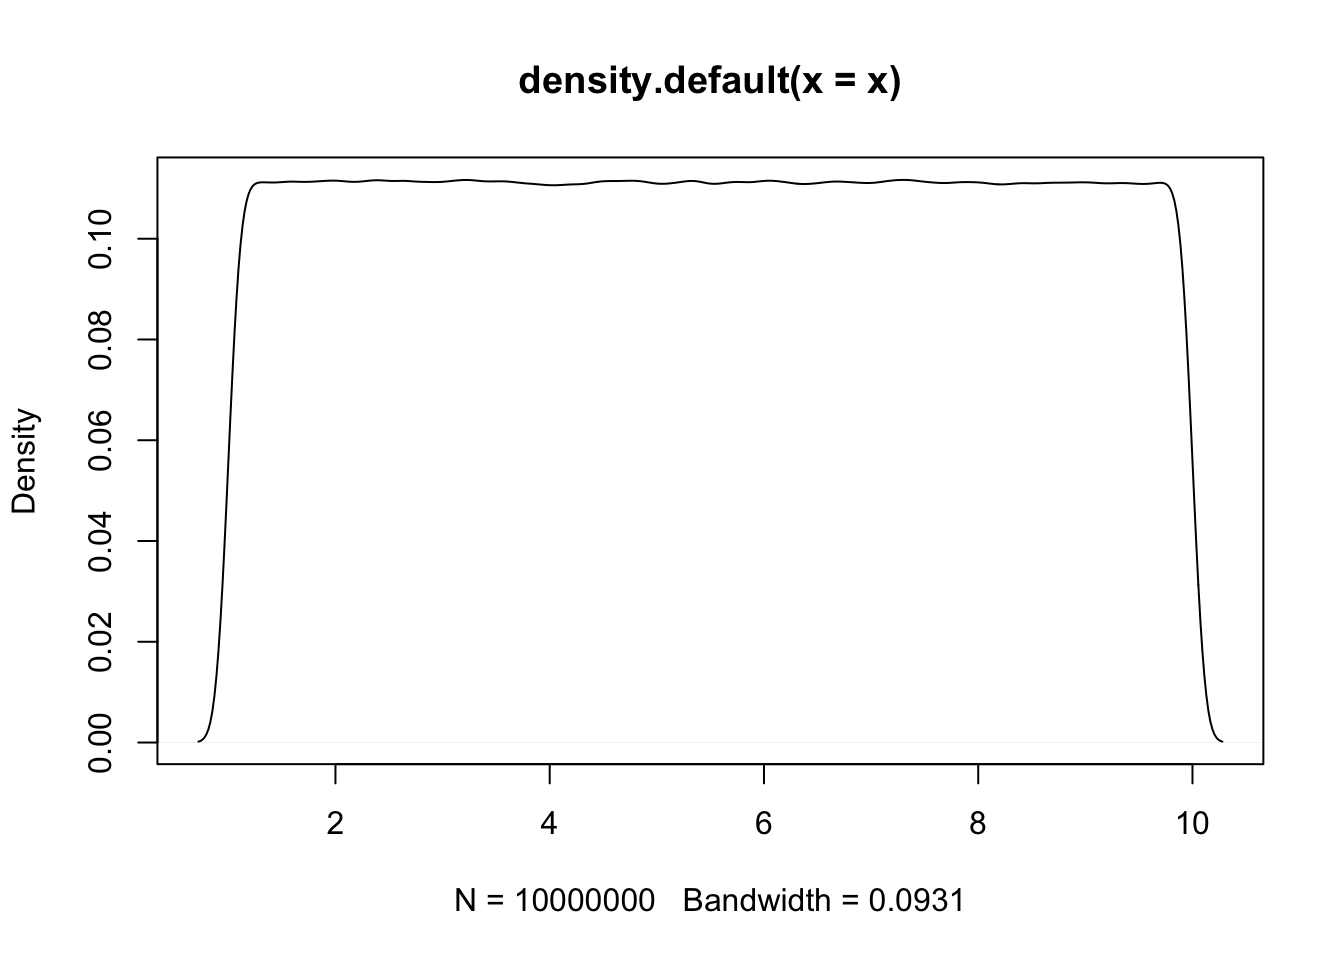 density.default(x = x)
Density
0.00 0.02 0.04 0.06 0.08 0.10
2 4 6 8 10
N = 10000000 Bandwidth = 0.0931